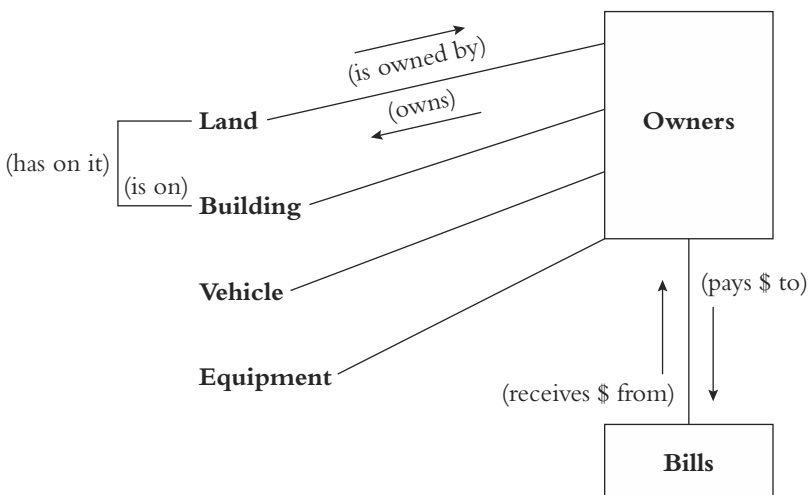 (is owned by)
(owns)
Land
Owners
(has on it)
(is on)
Building
Vehicle
(pays $ to)
Equipment
(receives $ from)
Bills